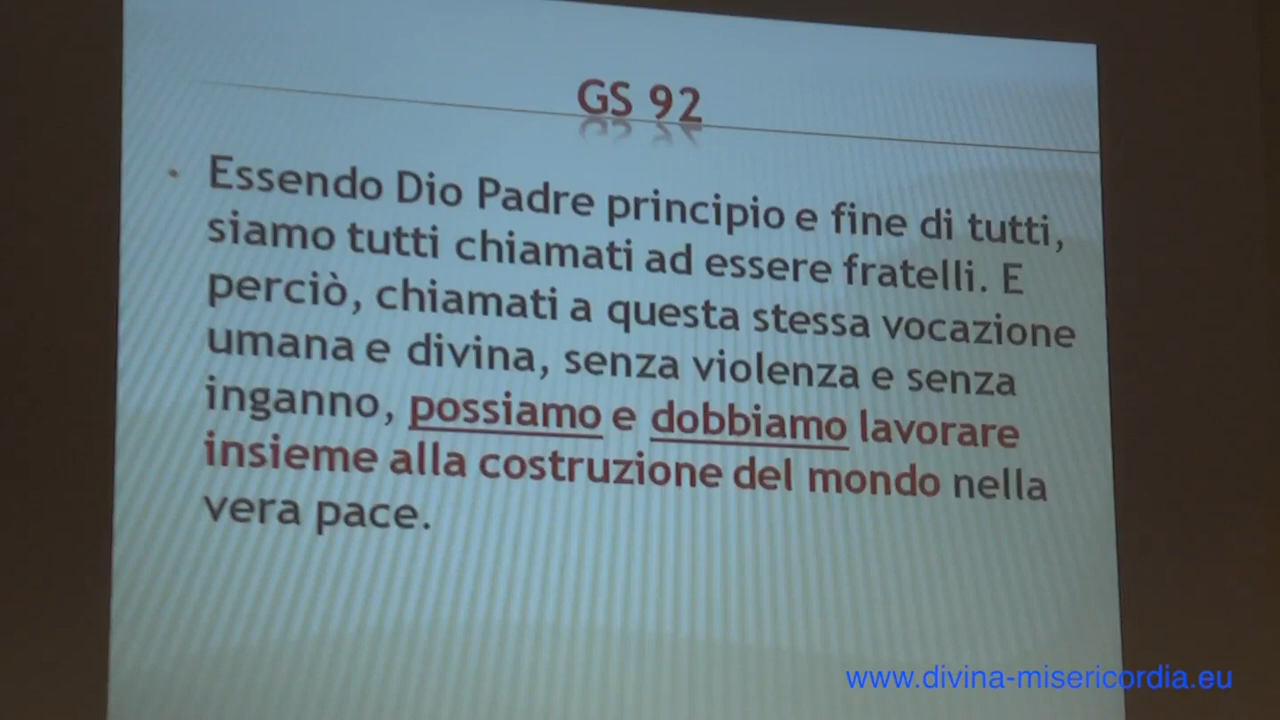 GS 92
• Essendo Dio Padre principio e fine di tutti,
siamo tutti chiamati ad essere fratelli. E
perciò, chiamati a questa stessa vocazione
umana e divina, senza violenza e senza
inganno, possiamo e dobbiamo lavorare
insieme alla costruzione del mondo nella
vera pace.
www.divina-misericordia.eu